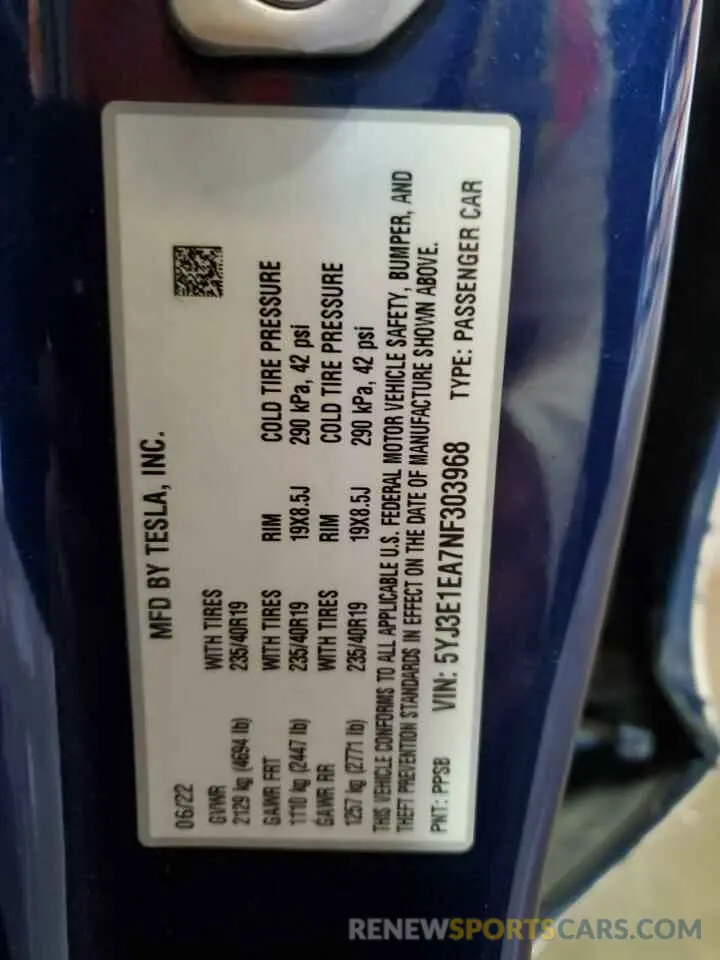 MFD BY TESLA, INC.
06/22
GVWR WITH TIRES
2129 kg (4694 lb) 235/40R19
GAWR FRT WITH TIRES RIM COLD TIRE PRESSURE
1110 kg (2447 lb) 235/40R19 19X8.5J 290 kPa, 42 psi
GAWR RR WITH TIRES RIM COLD TIRE PRESSURE
1257 kg (2771 lb) 235/40R19 19X8.5J 290 kPa, 42 psi
THIS VEHICLE CONFORMS TO ALL APPLICABLE U.S. FEDERAL MOTOR VEHICLE SAFETY, BUMPER, AND
THEFT PREVENTION STANDARDS IN EFFECT ON THE DATE OF MANUFACTURE SHOWN ABOVE.
PNT: PPSB VIN: 5YJ3E1EA7NF303968 TYPE: PASSENGER CAR
RENEWSPORTSCARS.COM